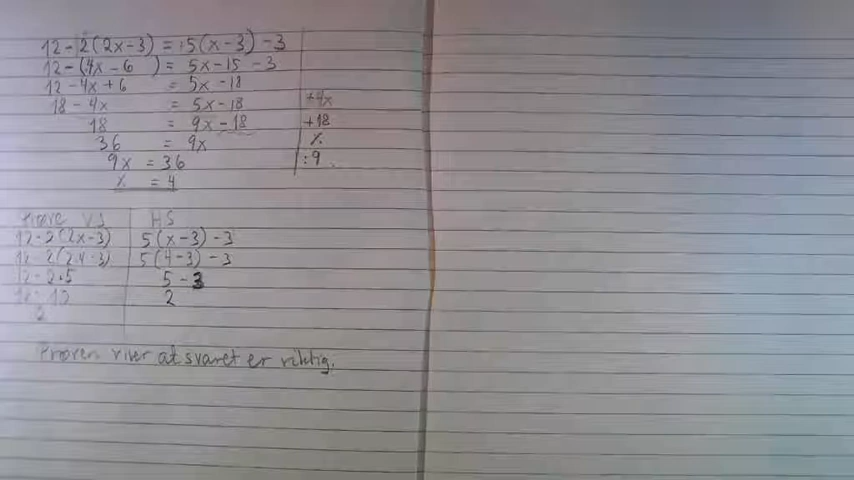 12 - 2(2x-3) = 5(x-3) - 3
12 - (4x - 6 ) = 5x - 15 - 3
12 - 4x + 6 = 5x - 18
18 - 4x = 5x - 18 | +4x
18 = 9x - 18 | +18
36 = 9x | %
9x = 36 | :9
x = 4
Prøve VS | HS
12-2(2x-3) | 5(x-3) - 3
12-2(2·4-3) | 5(4-3) - 3
12-2·5 | 5 - 3
12-10 | 2
2
Prøven viser at svaret er riktig.